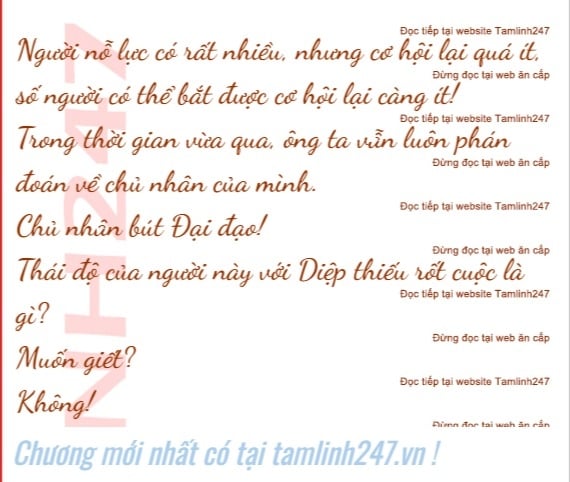 Đọc tiếp tại website Tamlinh247
Người nỗ lực có rất nhiều, nhưng cơ hội lại quá ít,
Đừng đọc tại web ăn cắp
số người có thể bắt được cơ hội lại càng ít!
Đọc tiếp tại website Tamlinh247
Trong thời gian vừa qua, ông ta vẫn luôn phán
Đừng đọc tại web ăn cắp
đoán về chủ nhân của mình.
Đọc tiếp tại website Tamlinh247
Chủ nhân bút Đại đạo!
Đừng đọc tại web ăn cắp
Thái độ của người này với Diệp thiếu rốt cuộc là
Đọc tiếp tại website Tamlinh247
gì?
Đừng đọc tại web ăn cắp
Muốn giết?
Đọc tiếp tại website Tamlinh247
Không!
Đừng đọc tại web ăn cắp
NH247
Chương mới nhất có tại tamlinh247.vn !